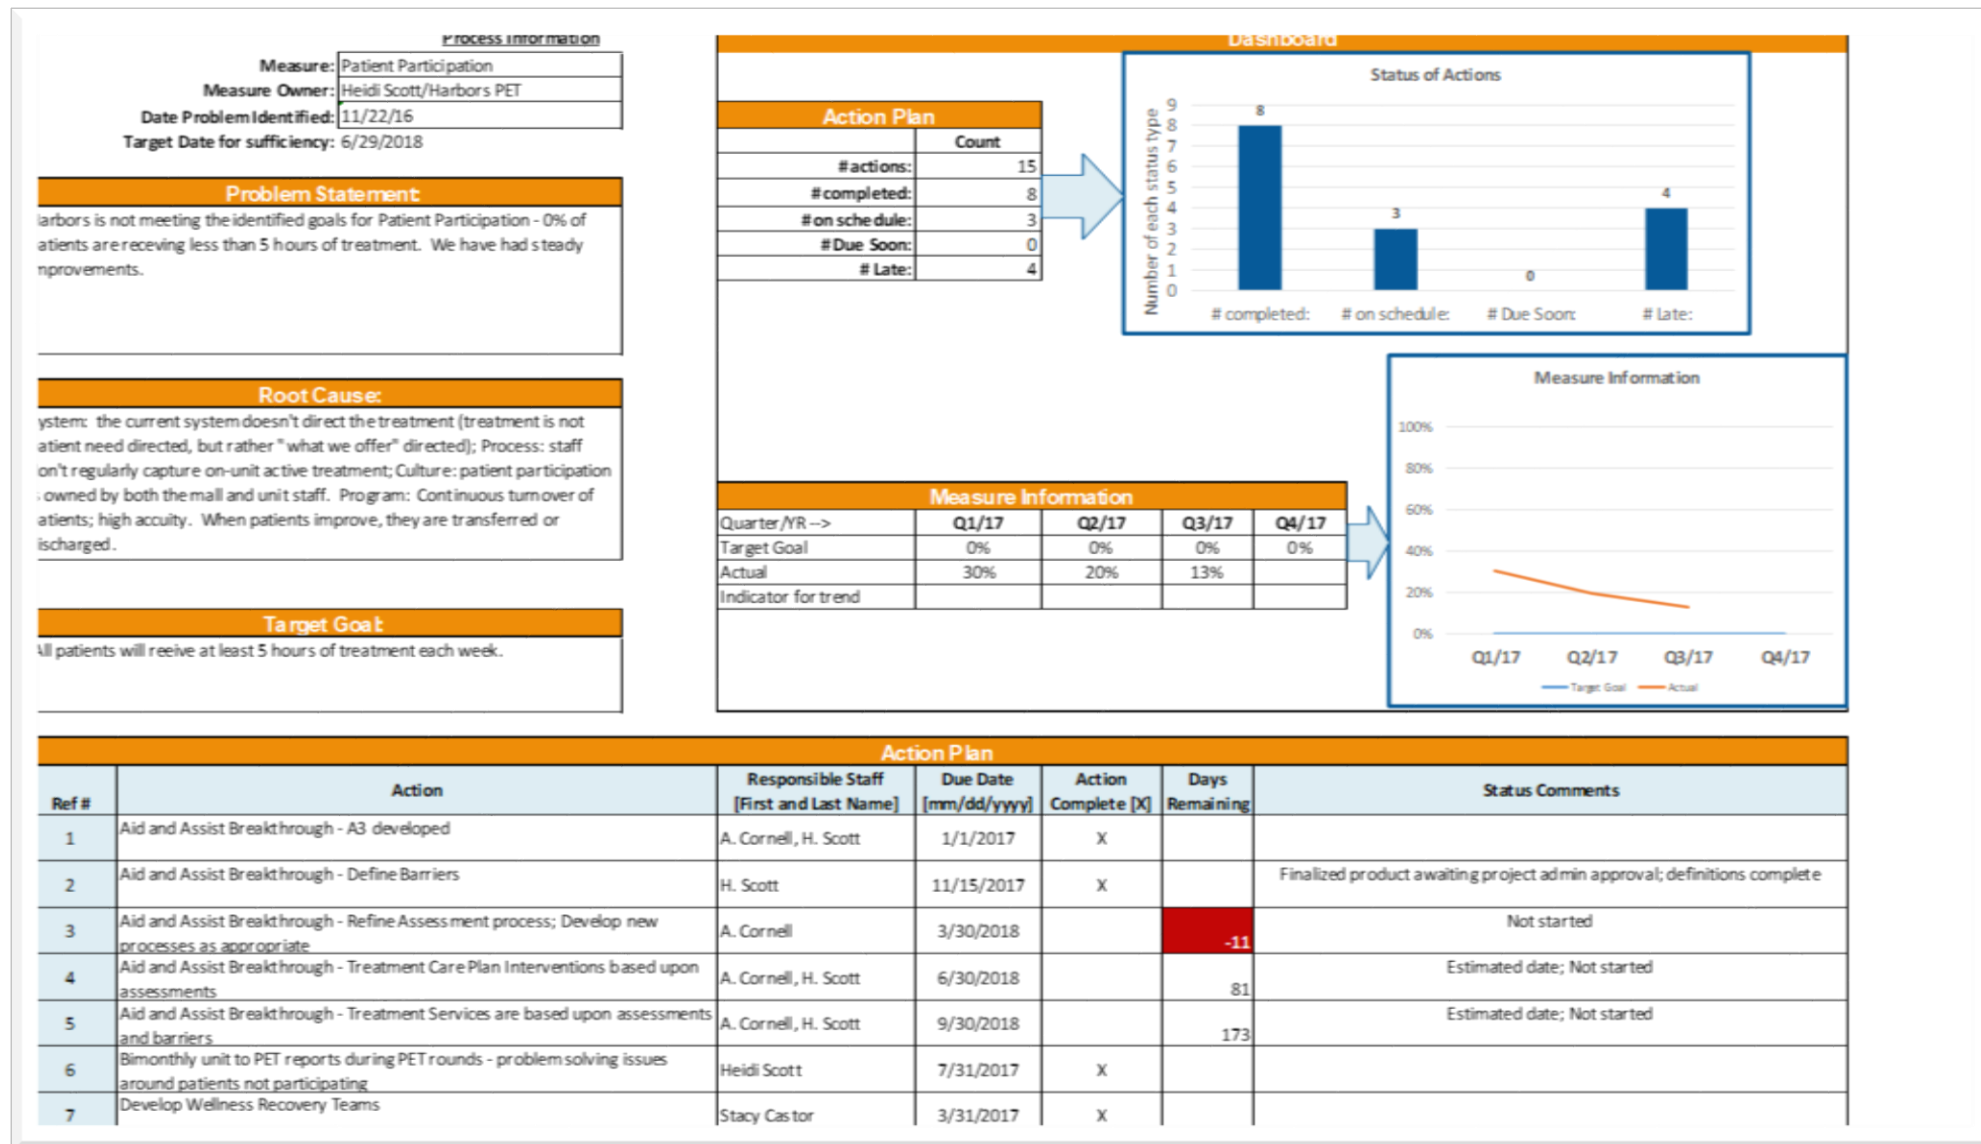 Process Information
Measure: Patient Participation
Measure Owner: Heidi Scott/Harbors PET
Date Problem Identified: 11/22/16
Target Date for sufficiency: 6/29/2018
Problem Statement:
arbors is not meeting the identified goals for Patient Participation - 0% of
atients are receving less than 5 hours of treatment. We have had steady
mprovements.
Root Cause:
ystem: the current system doesn't direct the treatment (treatment is not
atient need directed, but rather "what we offer" directed); Process: staff
on't regularly capture on-unit active treatment; Culture: patient participation
s owned by both the mall and unit staff. Program: Continuous turnover of
atients; high accuity. When patients improve, they are transferred or
ischarged.
Target Goal:
All patients will reeive at least 5 hours of treatment each week.
Dashboard
Action Plan
Count
# actions: 15
# completed: 8
# on schedule: 3
# Due Soon: 0
# Late: 4
Status of Actions
Number of each status type
9
8
7
6
5
4
3
2
1
0
8
3
0
4
# completed: # on schedule: # Due Soon: # Late:
Measure Information
Quarter/YR--> Q1/17 Q2/17 Q3/17 Q4/17
Target Goal 0% 0% 0% 0%
Actual 30% 20% 13%
Indicator for trend
Measure Information
100%
80%
60%
40%
20%
0%
Q1/17 Q2/17 Q3/17 Q4/17
Target Goal Actual
Action Plan
Ref # Action Responsible Staff [First and Last Name] Due Date [mm/dd/yyyy] Action Complete [X] Days Remaining Status Comments
1 Aid and Assist Breakthrough - A3 developed A. Cornell, H. Scott 1/1/2017 X
2 Aid and Assist Breakthrough - Define Barriers H. Scott 11/15/2017 X Finalized product awaiting project admin approval; definitions complete
3 Aid and Assist Breakthrough - Refine Assessment process; Develop new
processes as appropriate A. Cornell 3/30/2018 -11 Not started
4 Aid and Assist Breakthrough - Treatment Care Plan Interventions based upon
assessments A. Cornell, H. Scott 6/30/2018 81 Estimated date; Not started
5 Aid and Assist Breakthrough - Treatment Services are based upon assessments
and barriers A. Cornell, H. Scott 9/30/2018 173 Estimated date; Not started
6 Bimonthly unit to PET reports during PET rounds - problem solving issues
around patients not participating Heidi Scott 7/31/2017 X
7 Develop Wellness Recovery Teams Stacy Castor 3/31/2017 X